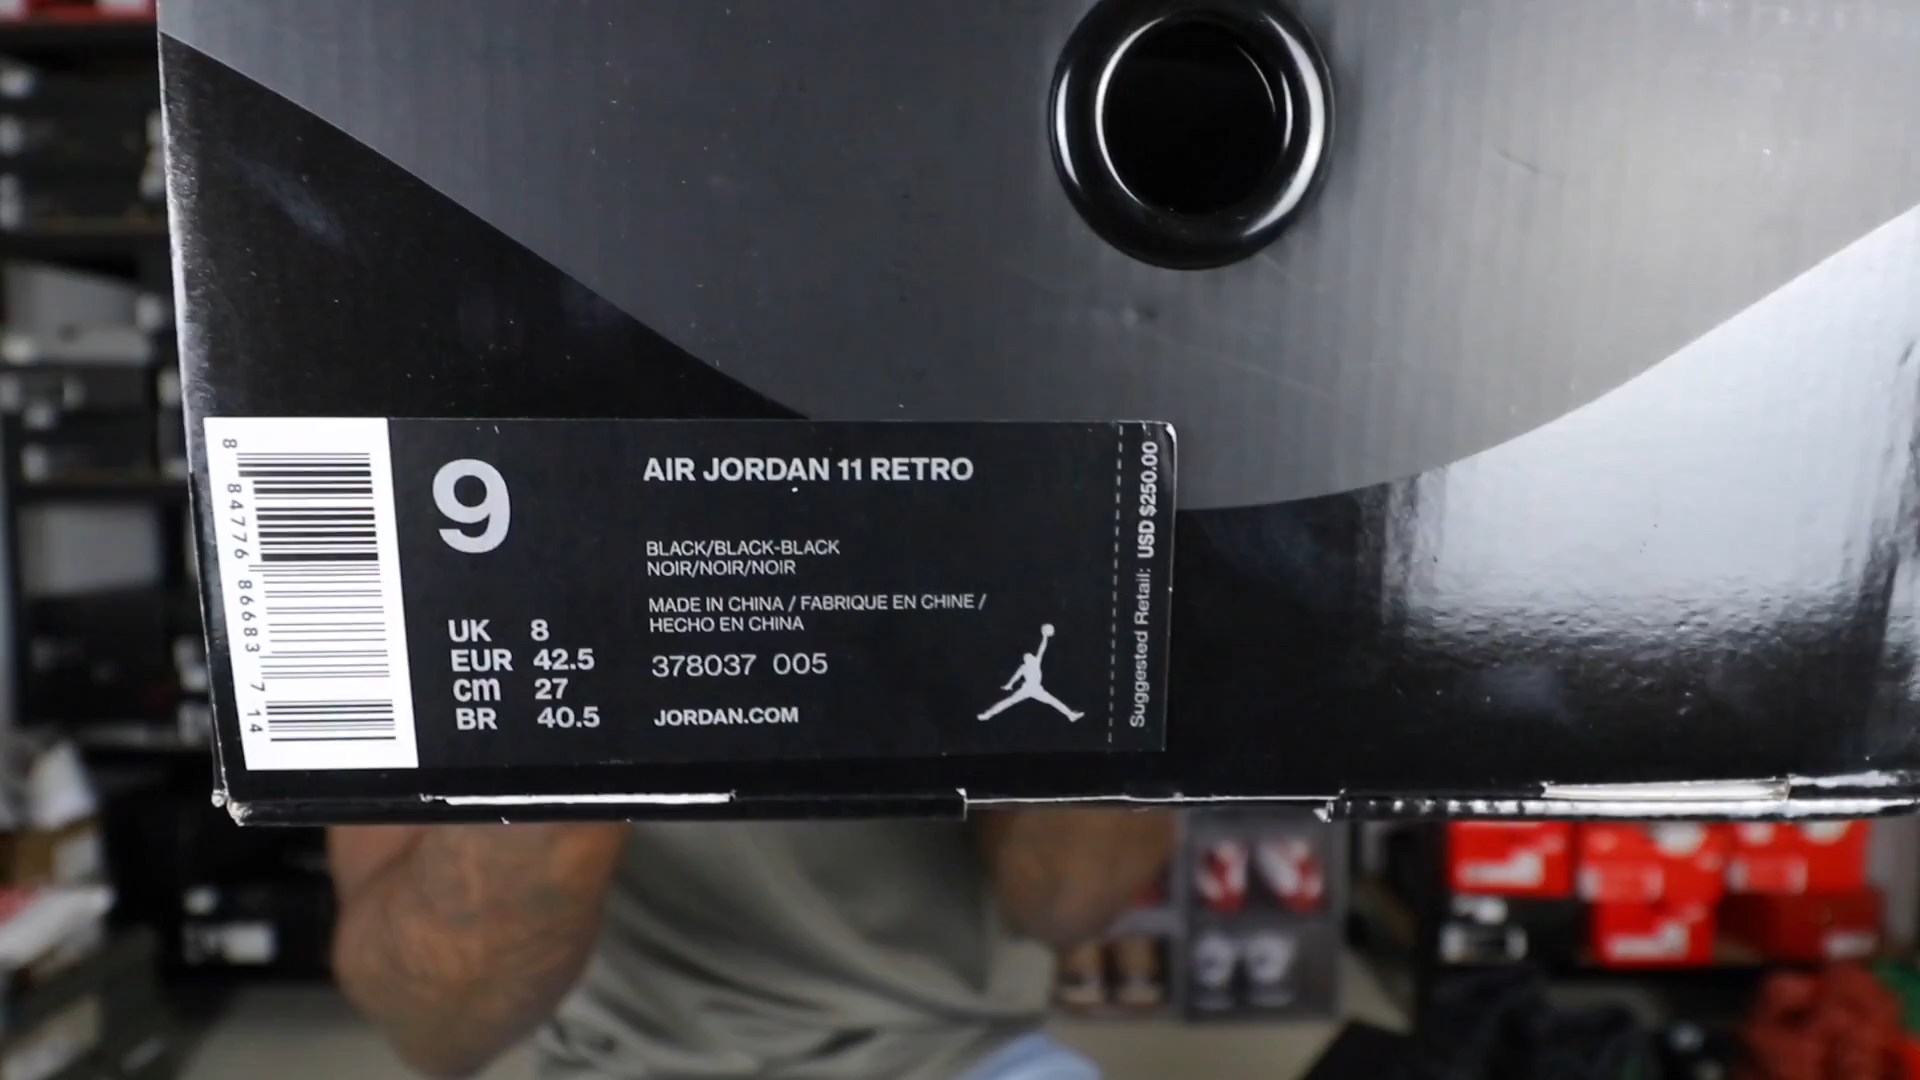 8 84776 86683 7 14
9
UK 8
EUR 42.5
cm 27
BR 40.5
AIR JORDAN 11 RETRO
BLACK/BLACK-BLACK
NOIR/NOIR/NOIR
MADE IN CHINA / FABRIQUE EN CHINE /
HECHO EN CHINA
378037 005
JORDAN.COM
Suggested Retail: USD $250.00